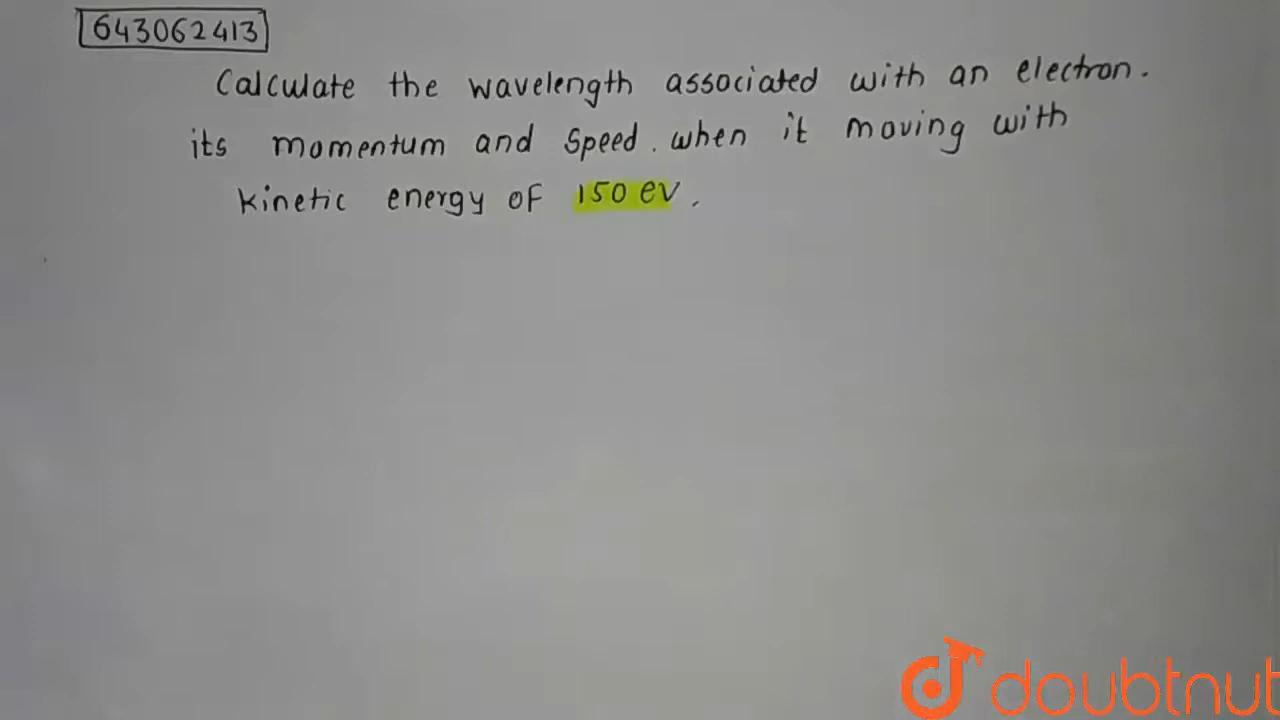 643062413
Calculate the wavelength associated with an electron.
its momentum and speed. when it moving with
kinetic energy of 150 ev.
doubtnut